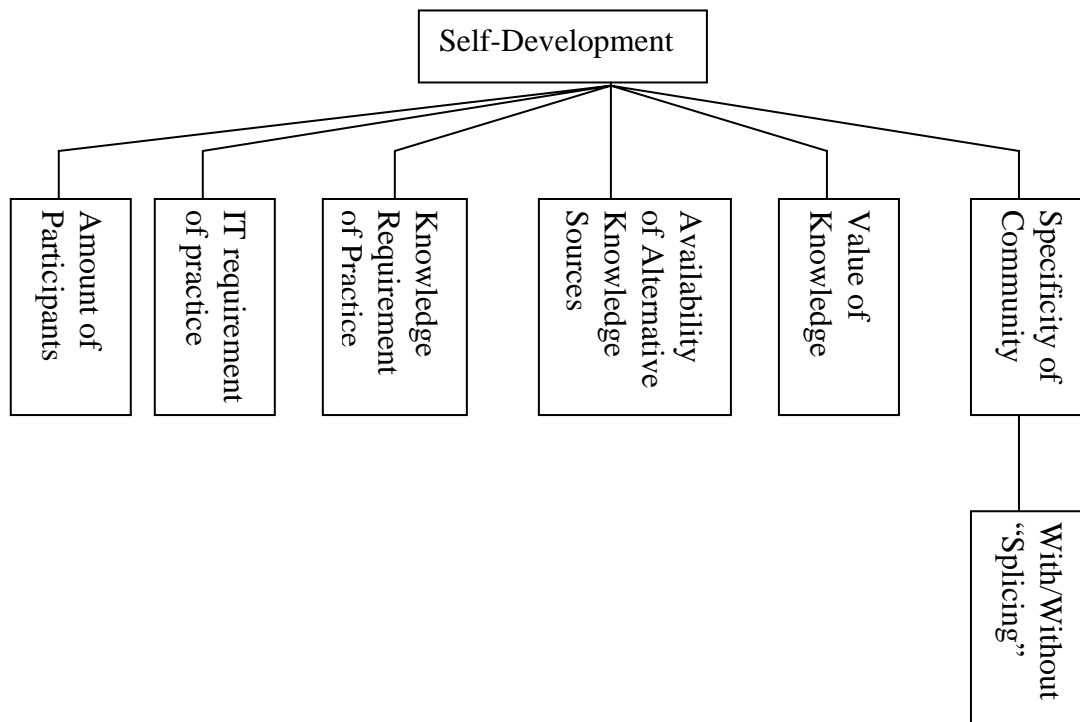 Self-Development
Amount of
Participants
IT requirement
of practice
Knowledge
Requirement
of Practice
Availability
of Alternative
Knowledge
Sources
Value of
Knowledge
Specificity of
Community
With/Without
“Splicing”